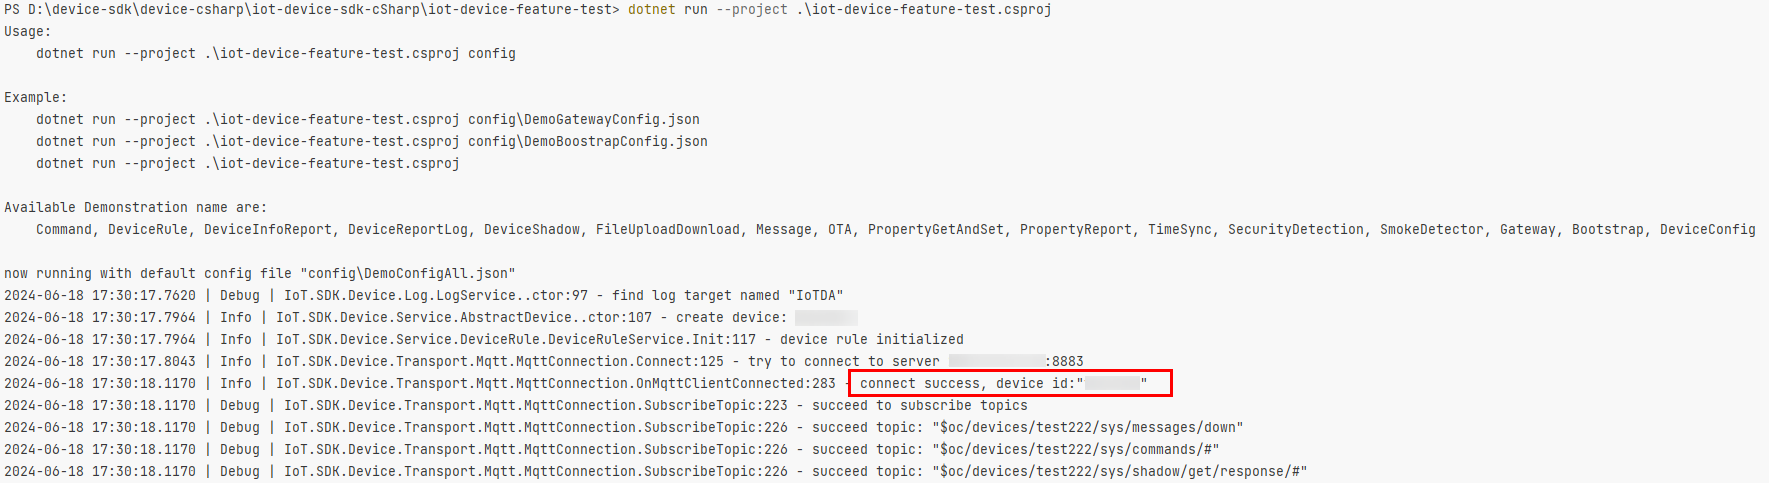 PS D:\device-sdk\device-csharp\iot-device-sdk-cSharp\iot-device-feature-test> dotnet run --project .\iot-device-feature-test.csproj
Usage:
    dotnet run --project .\iot-device-feature-test.csproj config
Example:
    dotnet run --project .\iot-device-feature-test.csproj config\DemoGatewayConfig.json
    dotnet run --project .\iot-device-feature-test.csproj config\DemoBoostrapConfig.json
    dotnet run --project .\iot-device-feature-test.csproj
Available Demonstration name are:
    Command, DeviceRule, DeviceInfoReport, DeviceReportLog, DeviceShadow, FileUploadDownload, Message, OTA, PropertyGetAndSet, PropertyReport, TimeSync, SecurityDetection, SmokeDetector, Gateway, Bootstrap, DeviceConfig
now running with default config file "config\DemoConfigAll.json"
2024-06-18 17:30:17.7620 | Debug | IoT.SDK.Device.Log.LogService..ctor:97 - find log target named "IoTDA"
2024-06-18 17:30:17.7964 | Info | IoT.SDK.Device.Service.AbstractDevice..ctor:107 - create device:
2024-06-18 17:30:17.7964 | Info | IoT.SDK.Device.Service.DeviceRule.DeviceRuleService.Init:117 - device rule initialized
2024-06-18 17:30:17.8043 | Info | IoT.SDK.Device.Transport.Mqtt.MqttConnection.Connect:125 - try to connect to server :8883
2024-06-18 17:30:18.1170 | Info | IoT.SDK.Device.Transport.Mqtt.MqttConnection.OnMqttClientConnected:283 - connect success, device id:""
2024-06-18 17:30:18.1170 | Debug | IoT.SDK.Device.Transport.Mqtt.MqttConnection.SubscribeTopic:223 - succeed to subscribe topics
2024-06-18 17:30:18.1170 | Debug | IoT.SDK.Device.Transport.Mqtt.MqttConnection.SubscribeTopic:226 - succeed topic: "$oc/devices/test222/sys/messages/down"
2024-06-18 17:30:18.1170 | Debug | IoT.SDK.Device.Transport.Mqtt.MqttConnection.SubscribeTopic:226 - succeed topic: "$oc/devices/test222/sys/commands/#"
2024-06-18 17:30:18.1170 | Debug | IoT.SDK.Device.Transport.Mqtt.MqttConnection.SubscribeTopic:226 - succeed topic: "$oc/devices/test222/sys/shadow/get/response/#"